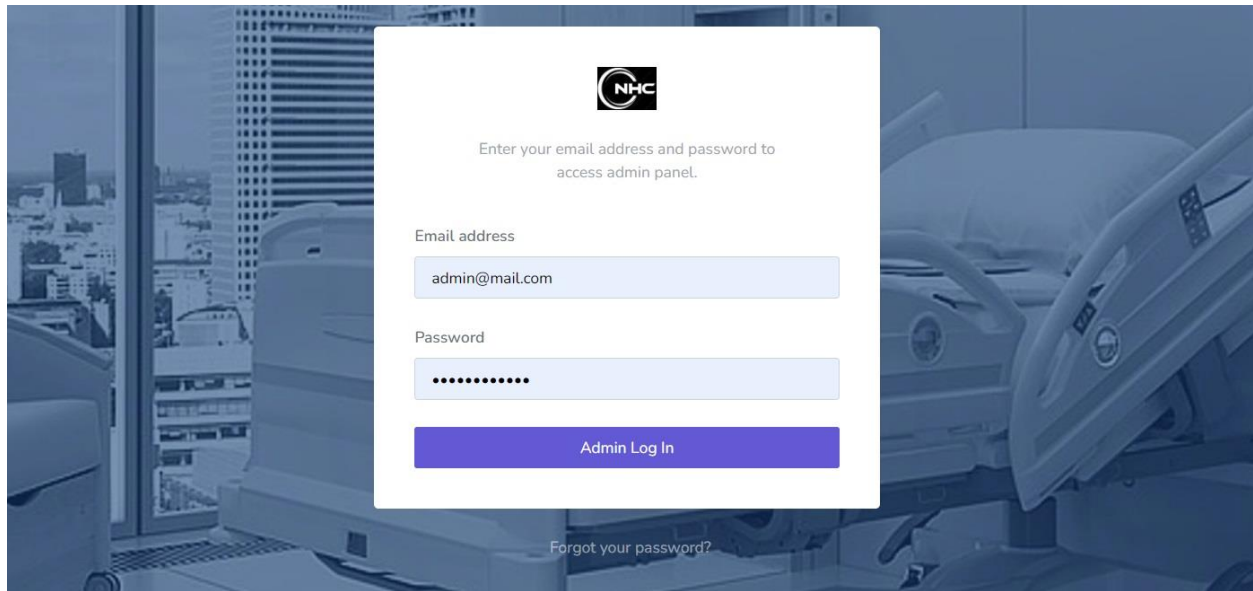 NHC
Enter your email address and password to
access admin panel.
Email address
admin@mail.com
Password
••••••••••••
Admin Log In
Forgot your password?